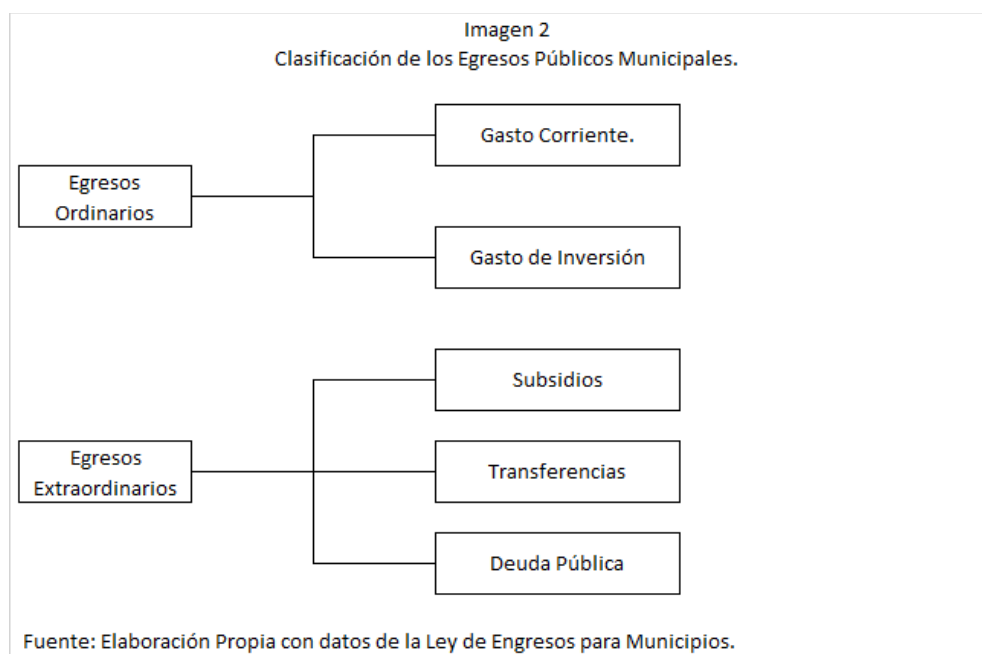 Imagen 2
Clasificación de los Egresos Públicos Municipales.
Egresos
Ordinarios
Gasto Corriente.
Gasto de Inversión
Egresos
Extraordinarios
Subsidios
Transferencias
Deuda Pública
Fuente: Elaboración Propia con datos de la Ley de Engresos para Municipios.